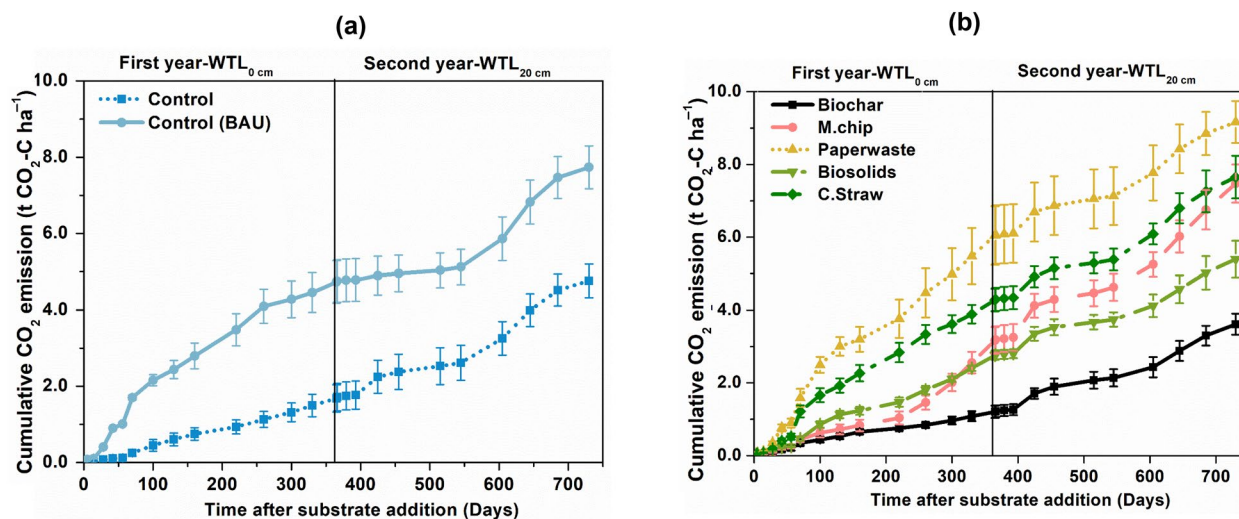 (a)
First year-WTL0 cm
Second year-WTL20 cm
Control
Control (BAU)
Cumulative CO2 emission (t CO2-C ha−1)
10.0
8.0
6.0
4.0
2.0
0.0
0 100 200 300 400 500 600 700
Time after substrate addition (Days)
(b)
First year-WTL0 cm
Second year-WTL20 cm
Biochar
M.chip
Paperwaste
Biosolids
C.Straw
Cumulative CO2 emission (t CO2-C ha−1)
10.0
8.0
6.0
4.0
2.0
0.0
0 100 200 300 400 500 600 700
Time after substrate addition (Days)